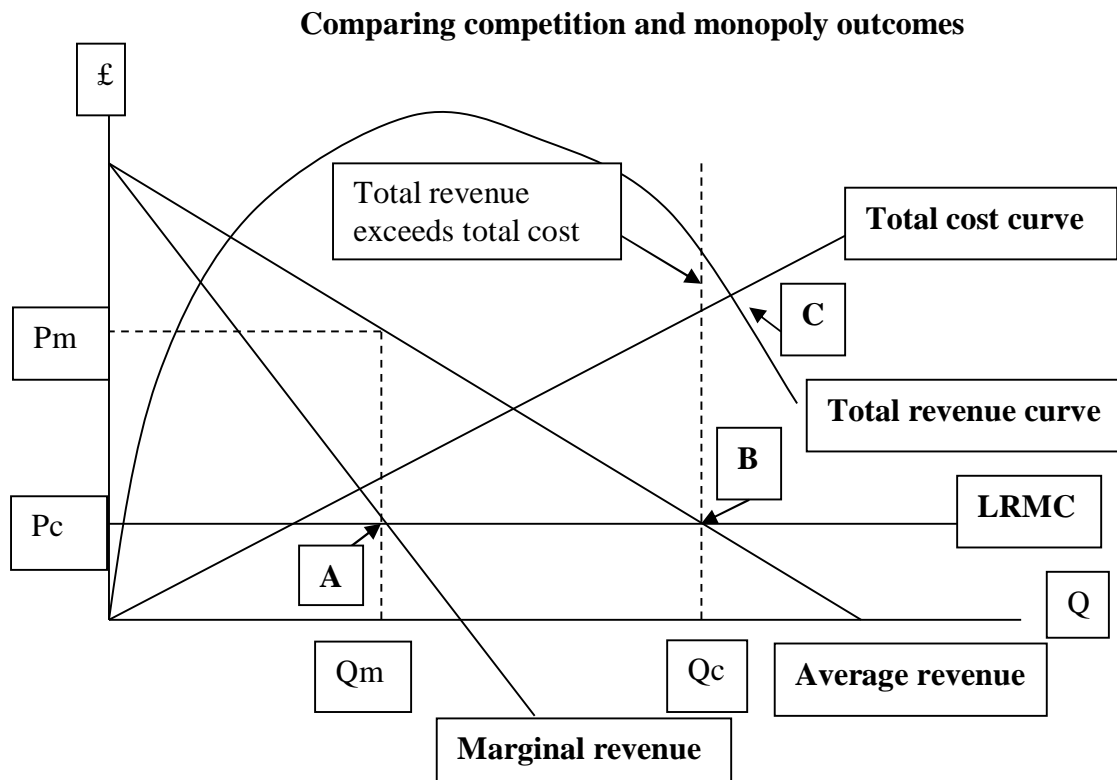 Comparing competition and monopoly outcomes
£
Total revenue
exceeds total cost
Total cost curve
Pm
C
Total revenue curve
B
Pc
LRMC
A
Q
Qm
Qc
Average revenue
Marginal revenue